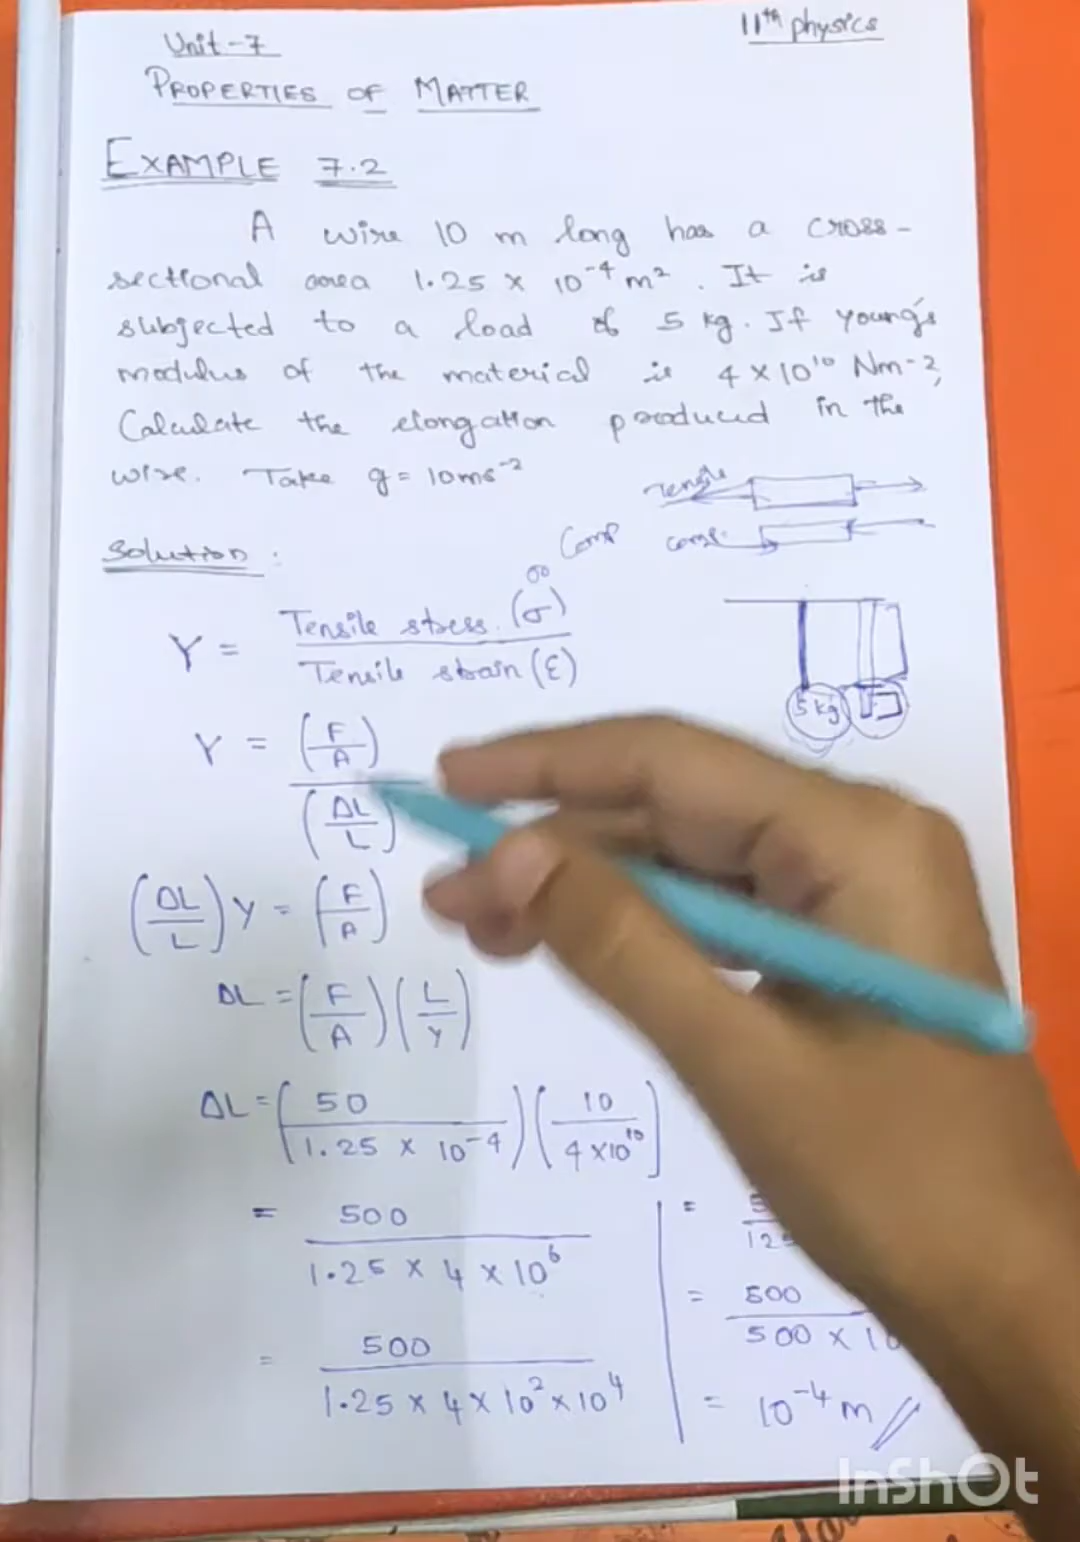 Unit-7
11th physics
PROPERTIES OF MATTER
EXAMPLE 7.2
A wire 10 m long has a cross-
sectional area 1.25 × 10⁻⁴ m². It is
subjected to a load of 5 kg. If young's
modulus of the material is 4 × 10¹⁰ Nm-2,
Calculate the elongation produced in the
wire. Take g = 10ms⁻²
Tensile
Solution :
Comp
comp.
Y = Tensile stress. (σ) / Tensile strain (ε)
5 kg
Y = (F/A) / (ΔL/L)
(ΔL/L) Y = (F/A)
ΔL = (F/A) (L/Y)
ΔL = (50 / 1.25 × 10⁻⁴) (10 / 4 × 10¹⁰)
= 500 / 1.25 × 4 × 10⁶
= 500 / 1.25 × 4 × 10² × 10⁴
=
= 500 / 500 ×
= 10⁻⁴ m //
InShOt